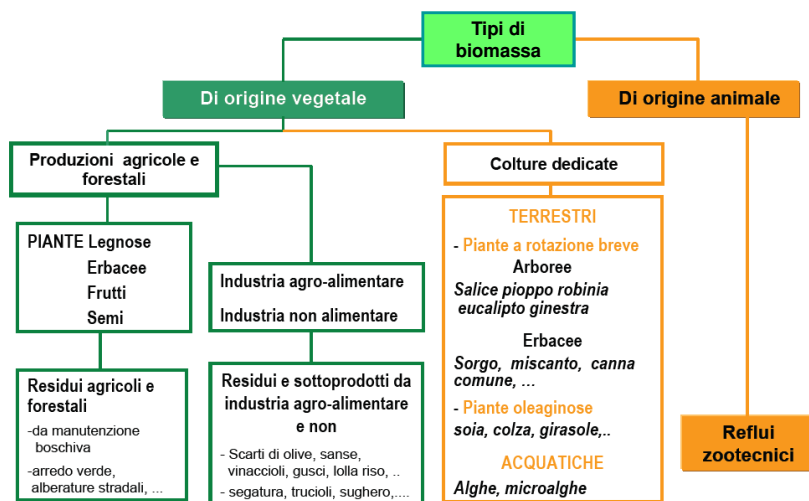 Tipi di
biomassa
Di origine vegetale
Di origine animale
Produzioni agricole e
forestali
Colture dedicate
PIANTE Legnose
Erbacee
Frutti
Semi
Industria agro-alimentare
Industria non alimentare
TERRESTRI
- Piante a rotazione breve
Arboree
Salice pioppo robinia
eucalipto ginestra
Erbacee
Sorgo, miscanto, canna
comune, ...
- Piante oleaginose
soia, colza, girasole,..
ACQUATICHE
Alghe, microalghe
Residui agricoli e
forestali
-da manutenzione
boschiva
-arredo verde,
alberature stradali, ...
Residui e sottoprodotti da
industria agro-alimentare
e non
- Scarti di olive, sanse,
vinaccioli, gusci, lolla riso, ..
- segatura, trucioli, sughero,....
Reflui
zootecnici